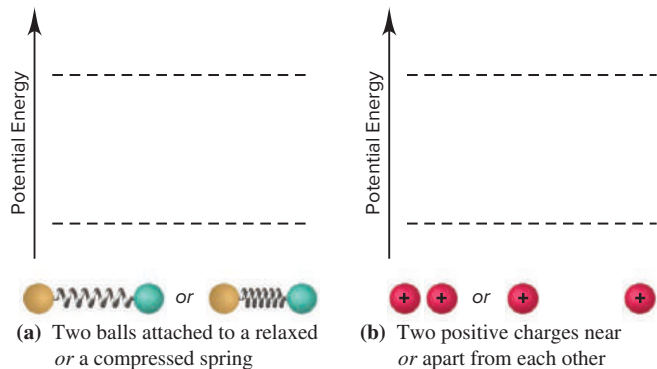 Potential Energy
Potential Energy
or
+ + or + +
(a) Two balls attached to a relaxed
or a compressed spring
(b) Two positive charges near
or apart from each other